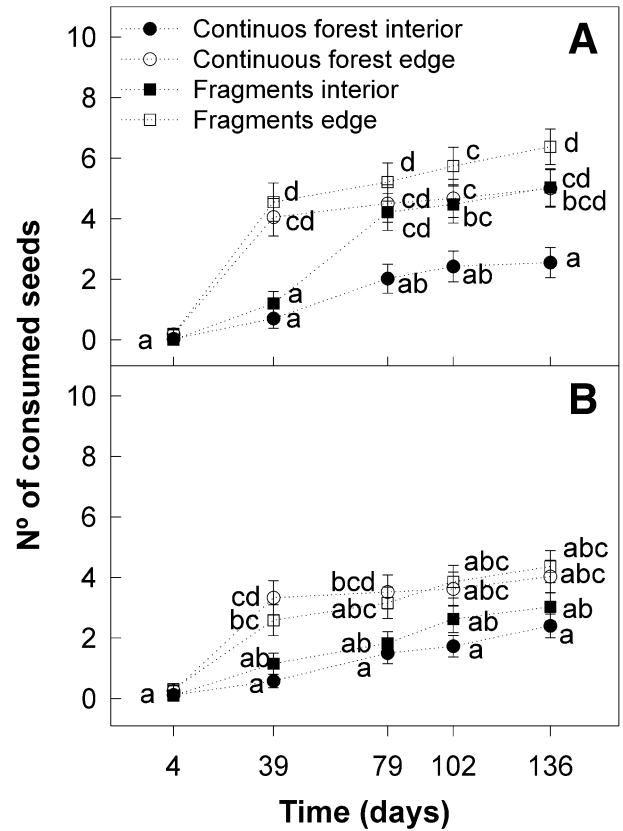 10
Continuos forest interior
A
Continuous forest edge
8
Fragments interior
Fragments edge
6
4
2
0
d
cd
a
a
d
cd
cd
ab
c
c
bc
ab
d
cd
bcd
a
a
10
B
8
6
4
2
0
cd
bc
ab
a
bcd
abc
ab
a
abc
abc
ab
a
abc
abc
ab
a
a
4 39 79 102 136
Time (days)
Nº of consumed seeds